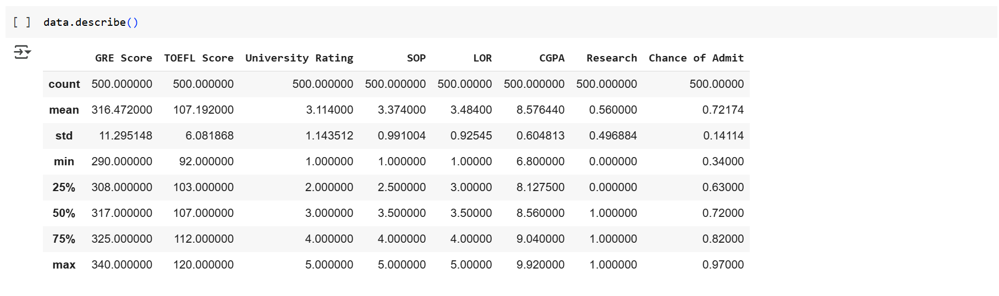 [ ] data.describe()
GRE Score TOEFL Score University Rating SOP LOR CGPA Research Chance of Admit
count 500.000000 500.000000 500.000000 500.000000 500.00000 500.000000 500.000000 500.00000
mean 316.472000 107.192000 3.114000 3.374000 3.48400 8.576440 0.560000 0.72174
std 11.295148 6.081868 1.143512 0.991004 0.92545 0.604813 0.496884 0.14114
min 290.000000 92.000000 1.000000 1.000000 1.00000 6.800000 0.000000 0.34000
25% 308.000000 103.000000 2.000000 2.500000 3.00000 8.127500 0.000000 0.63000
50% 317.000000 107.000000 3.000000 3.500000 3.50000 8.560000 1.000000 0.72000
75% 325.000000 112.000000 4.000000 4.000000 4.00000 9.040000 1.000000 0.82000
max 340.000000 120.000000 5.000000 5.000000 5.00000 9.920000 1.000000 0.97000